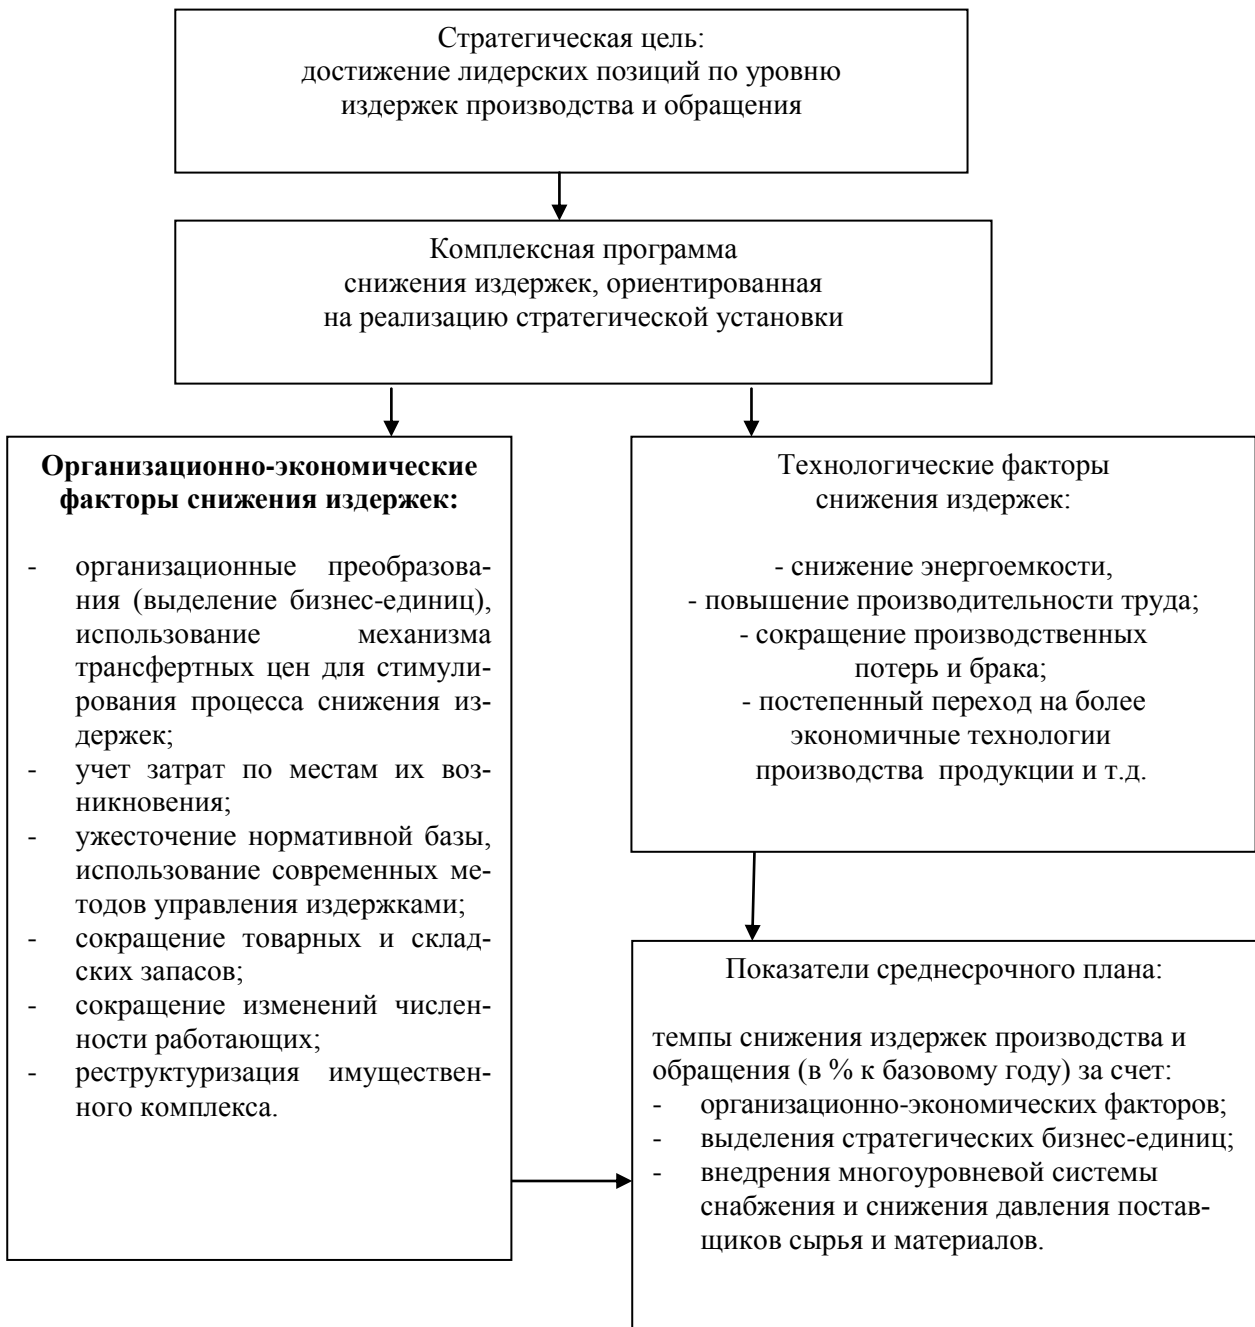 Стратегическая цель:
достижение лидерских позиций по уровню
издержек производства и обращения
Комплексная программа
снижения издержек, ориентированная
на реализацию стратегической установки
Организационно-экономические
факторы снижения издержек:
- организационные преобразова-
ния (выделение бизнес-единиц),
использование механизма
трансфертных цен для стимули-
рования процесса снижения из-
держек;
- учет затрат по местам их воз-
никновения;
- ужесточение нормативной базы,
использование современных ме-
тодов управления издержками;
- сокращение товарных и склад-
ских запасов;
- сокращение изменений числен-
ности работающих;
- реструктуризация имуществен-
ного комплекса.
Технологические факторы
снижения издержек:
- снижение энергоемкости,
- повышение производительности труда;
- сокращение производственных
потерь и брака;
- постепенный переход на более
экономичные технологии
производства продукции и т.д.
Показатели среднесрочного плана:
темпы снижения издержек производства и
обращения (в % к базовому году) за счет:
- организационно-экономических факторов;
- выделения стратегических бизнес-единиц;
- внедрения многоуровневой системы
снабжения и снижения давления постав-
щиков сырья и материалов.